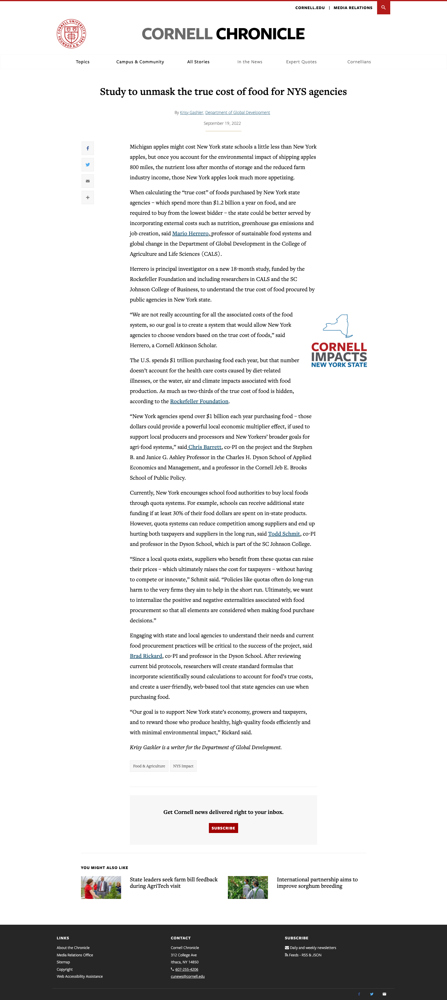 CORNELL.EDU | MEDIA RELATIONS
CORNELL UNIVERSITY
FOUNDED A.D. 1865
CORNELL CHRONICLE
Topics Campus & Community All Stories In the News Expert Quotes Cornellians
Study to unmask the true cost of food for NYS agencies
By Krisy Gashler, Department of Global Development
September 19, 2022
Michigan apples might cost New York state schools a little less than New York
apples, but once you account for the environmental impact of shipping apples
800 miles, the nutrient loss after months of storage and the reduced farm
industry income, those New York apples look much more appetizing.
When calculating the “true cost” of foods purchased by New York state
agencies – which spend more than $1.2 billion a year on food, and are
required to buy from the lowest bidder – the state could be better served by
incorporating external costs such as nutrition, greenhouse gas emissions and
job creation, said Mario Herrero, professor of sustainable food systems and
global change in the Department of Global Development in the College of
Agriculture and Life Sciences (CALS).
Herrero is principal investigator on a new 18-month study, funded by the
Rockefeller Foundation and including researchers in CALS and the SC
Johnson College of Business, to understand the true cost of food procured by
public agencies in New York state.
“We are not really accounting for all the associated costs of the food
system, so our goal is to create a system that would allow New York
agencies to choose vendors based on the true cost of foods,” said
Herrero, a Cornell Atkinson Scholar.
CORNELL
IMPACTS
NEW YORK STATE
The U.S. spends $1 trillion purchasing food each year, but that number
doesn’t account for the health care costs caused by diet-related
illnesses, or the water, air and climate impacts associated with food
production. As much as two-thirds of the true cost of food is hidden,
according to the Rockefeller Foundation.
“New York agencies spend over $1 billion each year purchasing food – those
dollars could provide a powerful local economic multiplier effect, if used to
support local producers and processors and New Yorkers’ broader goals for
agri-food systems,” said Chris Barrett, co-PI on the project and the Stephen
B. and Janice G. Ashley Professor in the Charles H. Dyson School of Applied
Economics and Management, and a professor in the Cornell Jeb E. Brooks
School of Public Policy.
Currently, New York encourages school food authorities to buy local foods
through quota systems. For example, schools can receive additional state
funding if at least 30% of their food dollars are spent on in-state products.
However, quota systems can reduce competition among suppliers and end up
hurting both taxpayers and suppliers in the long run, said Todd Schmit, co-PI
and professor in the Dyson School, which is part of the SC Johnson College.
“Since a local quota exists, suppliers who benefit from these quotas can raise
their prices – which ultimately raises the cost for taxpayers – without having
to compete or innovate,” Schmit said. “Policies like quotas often do long-run
harm to the very firms they aim to help in the short run. Ultimately, we want
to internalize the positive and negative externalities associated with food
procurement so that all elements are considered when making food purchase
decisions.”
Engaging with state and local agencies to understand their needs and current
food procurement practices will be critical to the success of the project, said
Brad Rickard, co-PI and professor in the Dyson School. After reviewing
current bid protocols, researchers will create standard formulas that
incorporate scientifically sound calculations to account for food’s true costs,
and create a user-friendly, web-based tool that state agencies can use when
purchasing food.
“Our goal is to support New York state’s economy, growers and taxpayers,
and to reward those who produce healthy, high-quality foods efficiently and
with minimal environmental impact,” Rickard said.
Krisy Gashler is a writer for the Department of Global Development.
Food & Agriculture NYS Impact
Get Cornell news delivered right to your inbox.
SUBSCRIBE
YOU MIGHT ALSO LIKE
State leaders seek farm bill feedback
during AgriTech visit
International partnership aims to
improve sorghum breeding
LINKS
About the Chronicle
Media Relations Office
Sitemap
Copyright
Web Accessibility Assistance
CONTACT
Cornell Chronicle
312 College Ave
Ithaca, NY 14850
607-255-4206
cunews@cornell.edu
SUBSCRIBE
Daily and weekly newsletters
Feeds - RSS & JSON